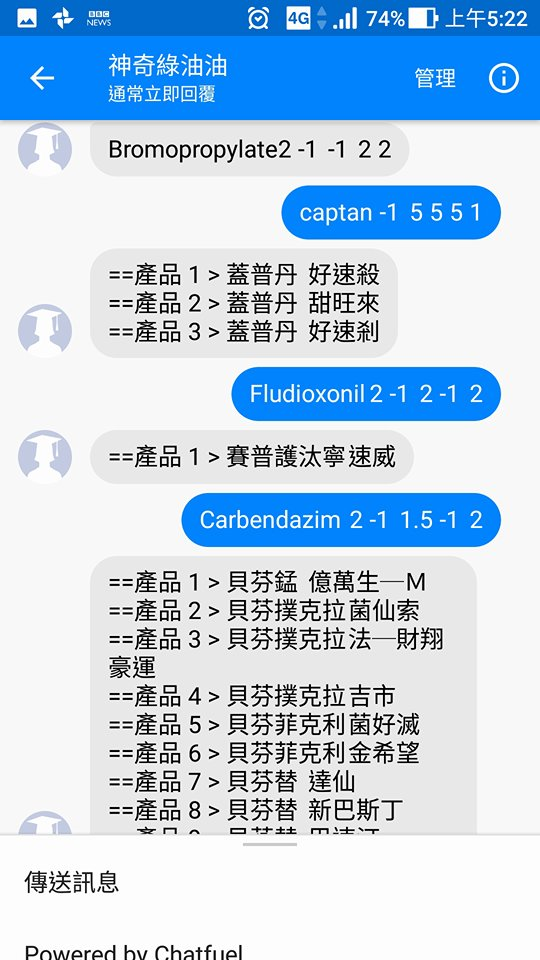 BBC NEWS
4G 74% 上午5:22
神奇綠油油
通常立即回覆
管理
Bromopropylate2 -1 -1 2 2
captan -1 5 5 5 1
==產品 1 > 蓋普丹 好速殺
==產品 2 > 蓋普丹 甜旺來
==產品 3 > 蓋普丹 好速剎
Fludioxonil 2 -1 2 -1 2
==產品 1 > 賽普護汰寧速威
Carbendazim 2 -1 1.5 -1 2
==產品 1 > 貝芬錳 億萬生─M
==產品 2 > 貝芬撲克拉菌仙索
==產品 3 > 貝芬撲克拉法─財翔
豪運
==產品 4 > 貝芬撲克拉吉市
==產品 5 > 貝芬菲克利菌好滅
==產品 6 > 貝芬菲克利金希望
==產品 7 > 貝芬替 達仙
==產品 8 > 貝芬替 新巴斯丁
傳送訊息
Powered by Chatfuel